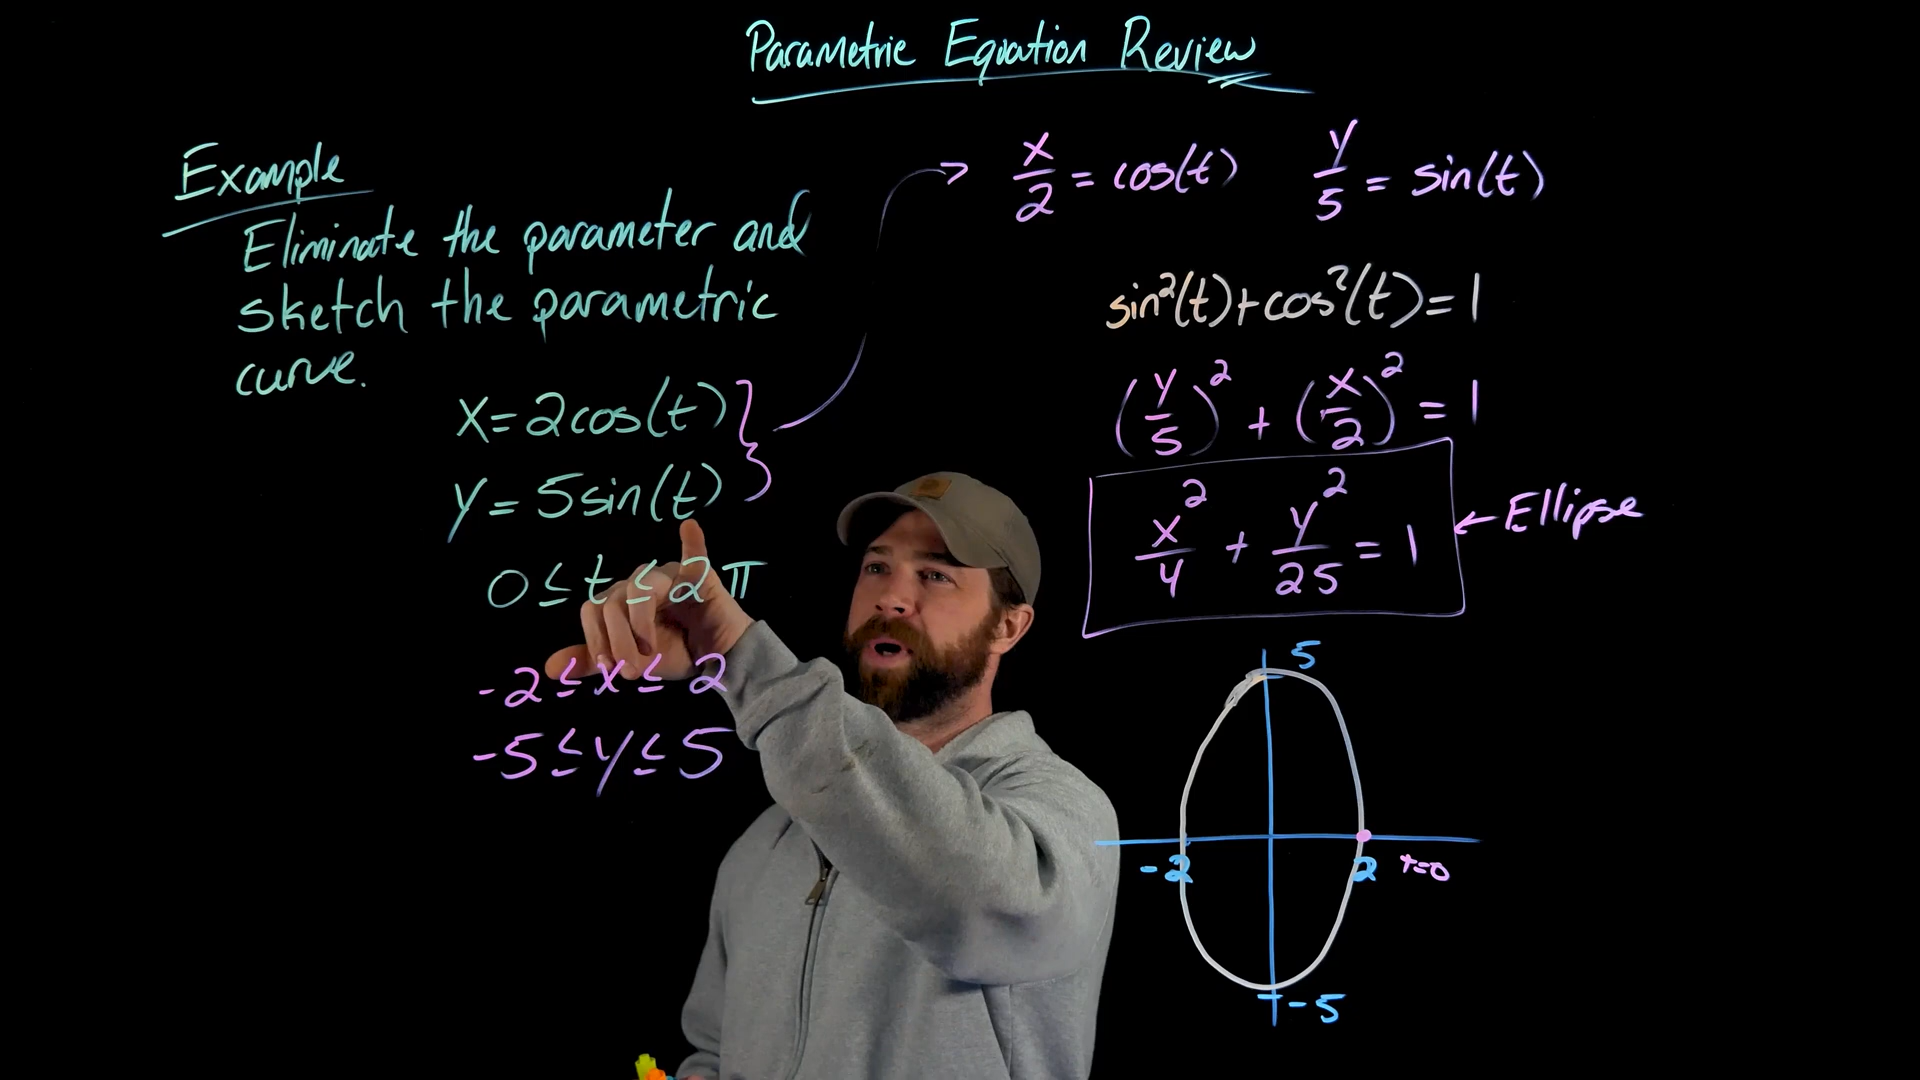 Parametric Equation Review
Example
Eliminate the parameter and
sketch the parametric
curve.
x = 2cos(t)
y = 5sin(t)
0 ≤ t ≤ 2π
-2 ≤ x ≤ 2
-5 ≤ y ≤ 5
x/2 = cos(t) y/5 = sin(t)
sin²(t) + cos²(t) = 1
(y/5)² + (x/2)² = 1
x²/4 + y²/25 = 1 ← Ellipse
5
-2 2 t=0
-5